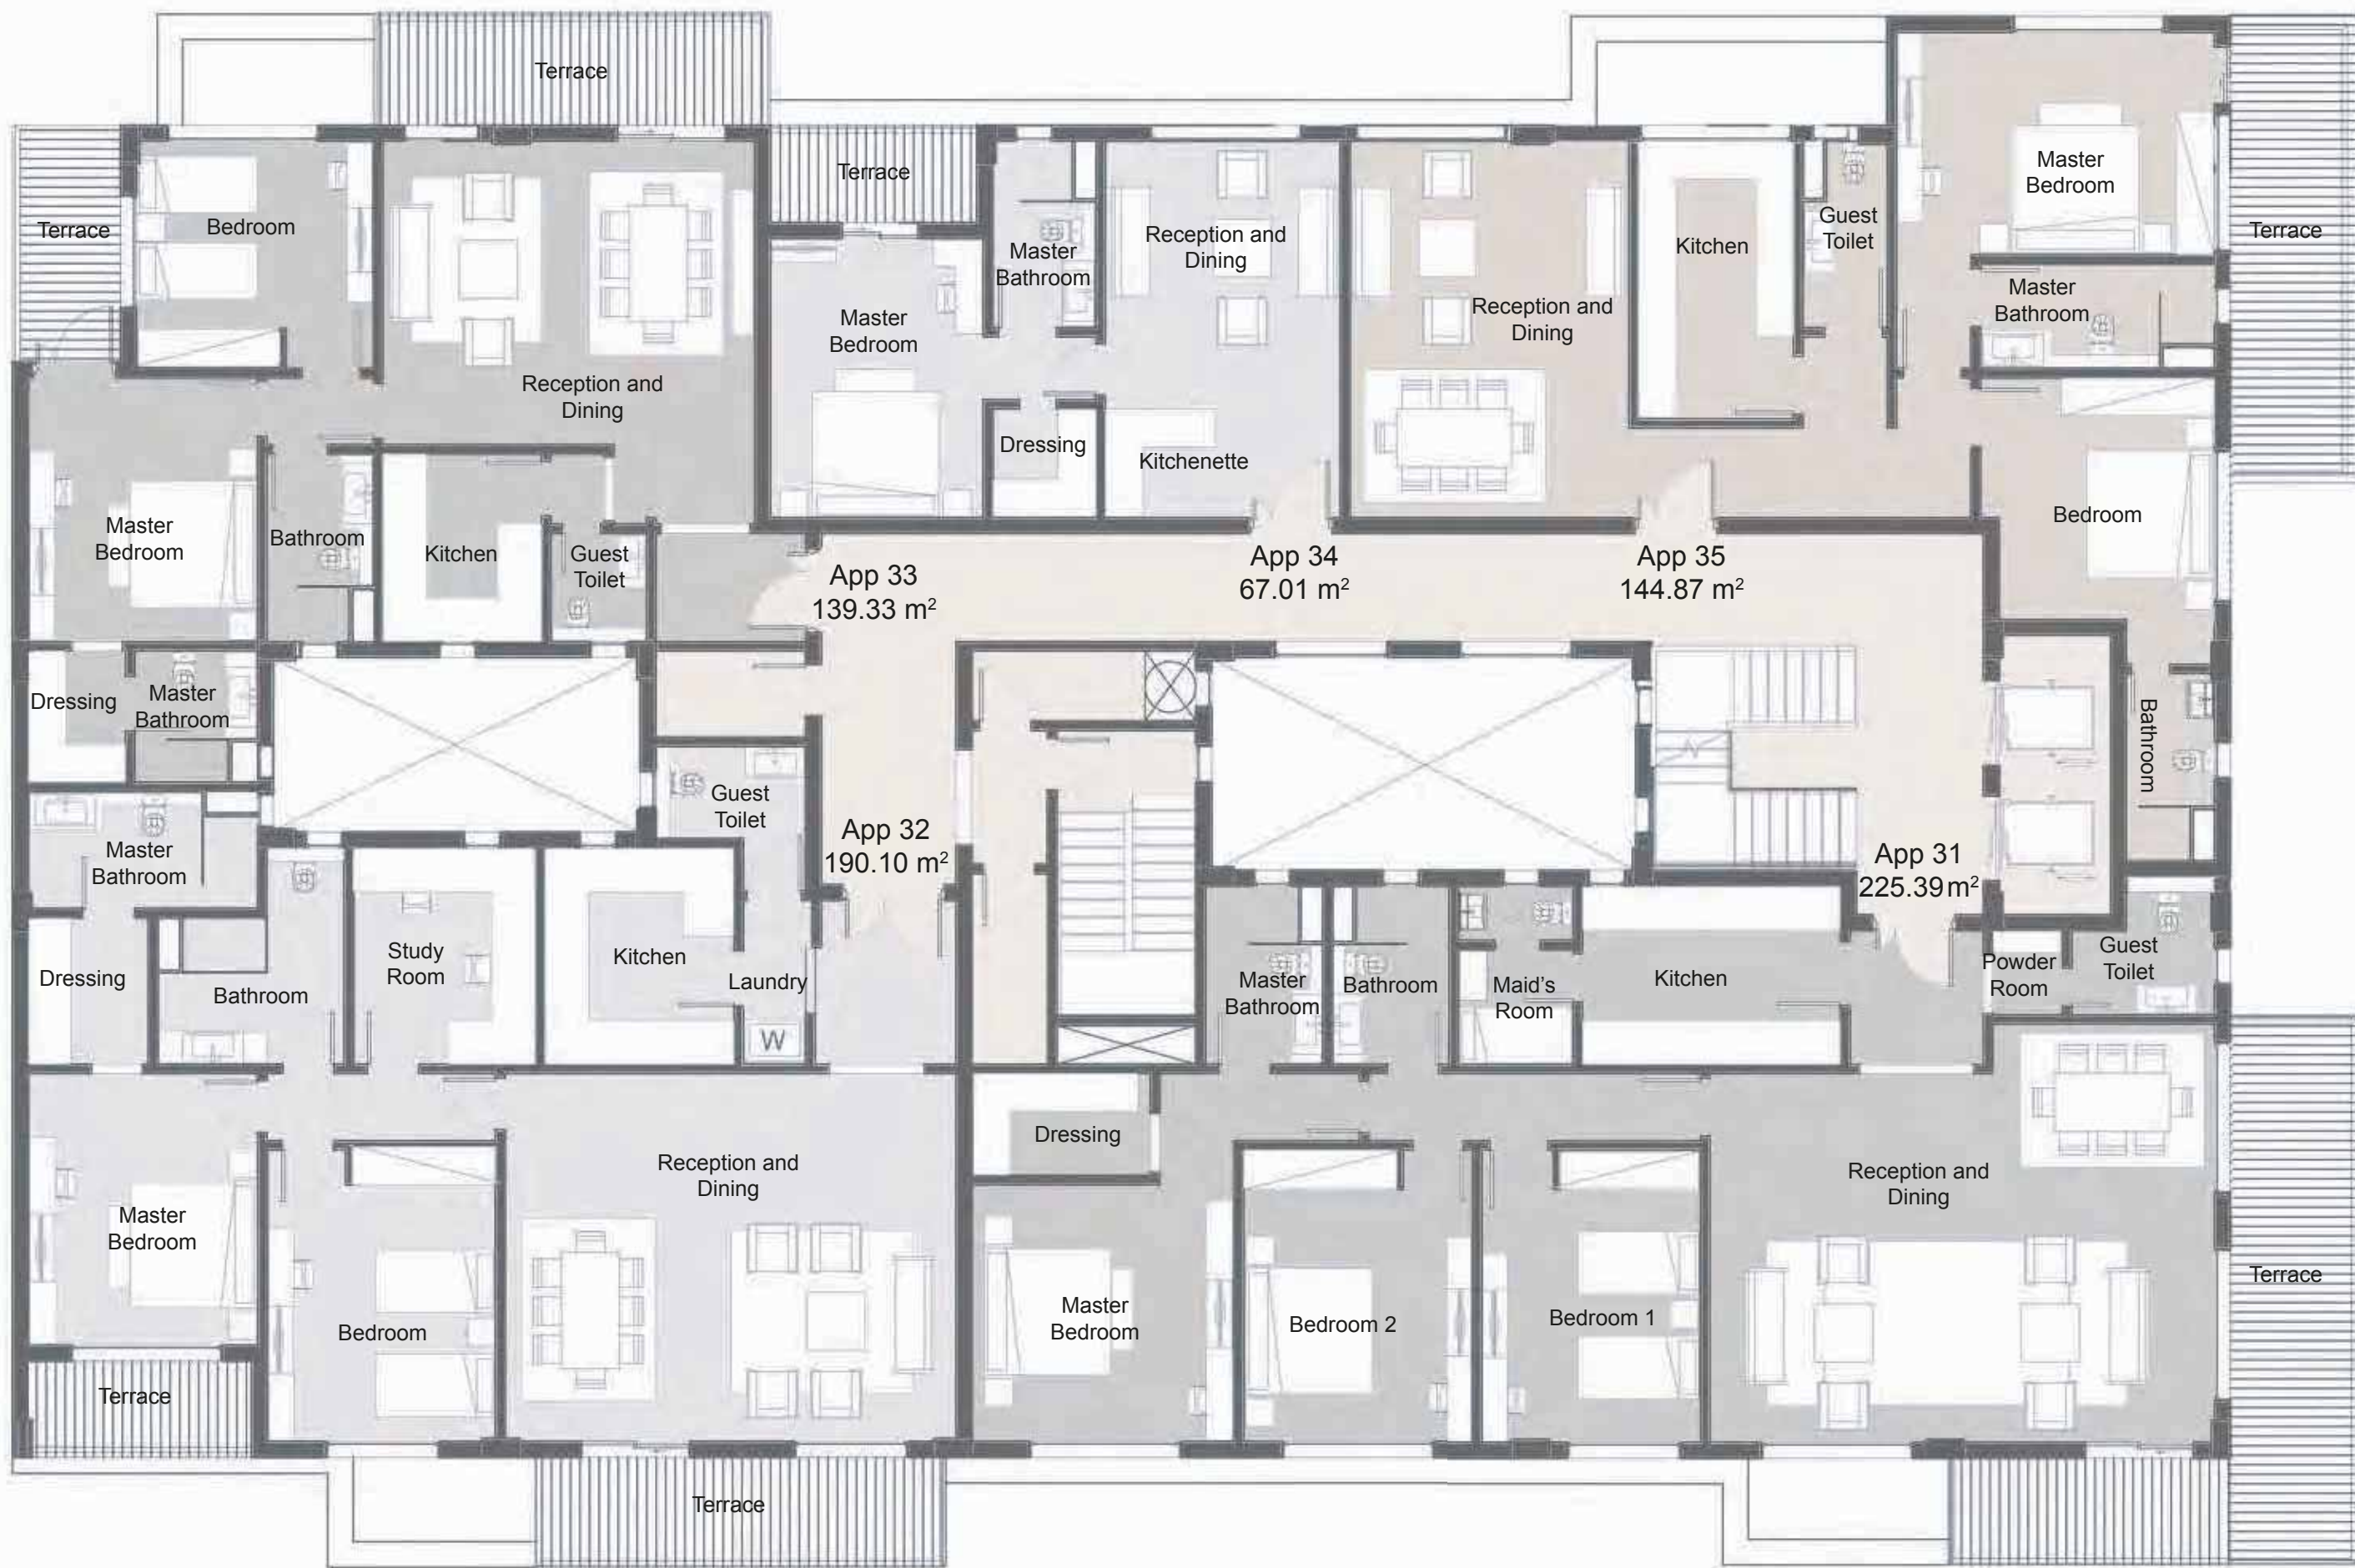 Terrace
Terrace
Bedroom
Reception and
Dining
Terrace
Master
Bedroom
Master
Bathroom
Reception and
Dining
Dressing
Kitchenette
Reception and
Dining
Kitchen
Guest
Toilet
Master
Bedroom
Terrace
Master
Bathroom
Bedroom
Bathroom
Master
Bedroom
Bathroom
Kitchen
Guest
Toilet
Dressing
Master
Bathroom
App 33
139.33 m²
App 34
67.01 m²
App 35
144.87 m²
Master
Bathroom
Guest
Toilet
App 32
190.10 m²
App 31
225.39 m²
Dressing
Bathroom
Study
Room
Kitchen
Laundry
W
Master
Bathroom
Bathroom
Maid's
Room
Kitchen
Powder
Room
Guest
Toilet
Dressing
Master
Bedroom
Bedroom
Reception and
Dining
Master
Bedroom
Bedroom 2
Bedroom 1
Reception and
Dining
Terrace
Terrace
Terrace